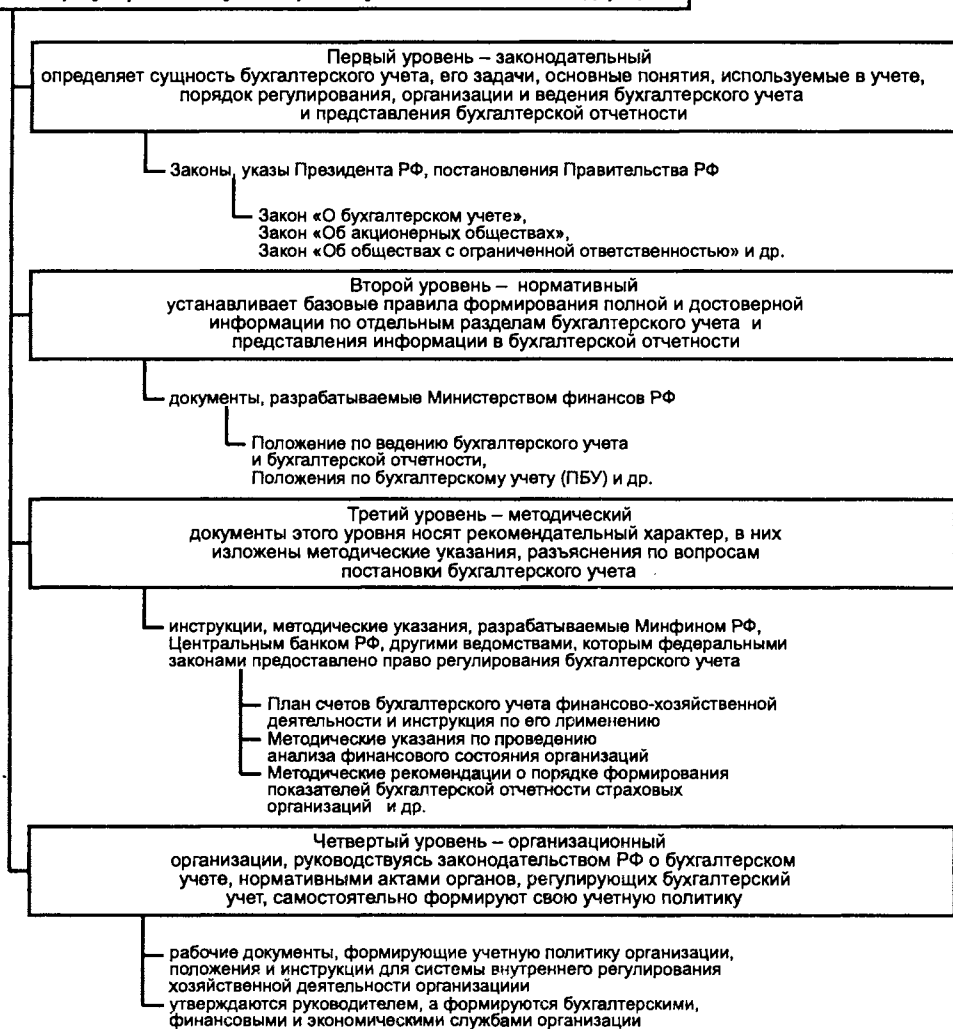 Первый уровень – законодательный
определяет сущность бухгалтерского учета, его задачи, основные понятия, используемые в учете,
порядок регулирования, организации и ведения бухгалтерского учета
и представления бухгалтерской отчетности
Законы, указы Президента РФ, постановления Правительства РФ
Закон «О бухгалтерском учете»,
Закон «Об акционерных обществах»,
Закон «Об обществах с ограниченной ответственностью» и др.
Второй уровень – нормативный
устанавливает базовые правила формирования полной и достоверной
информации по отдельным разделам бухгалтерского учета и
представления информации в бухгалтерской отчетности
документы, разрабатываемые Министерством финансов РФ
Положение по ведению бухгалтерского учета
и бухгалтерской отчетности,
Положения по бухгалтерскому учету (ПБУ) и др.
Третий уровень – методический
документы этого уровня носят рекомендательный характер, в них
изложены методические указания, разъяснения по вопросам
постановки бухгалтерского учета
инструкции, методические указания, разрабатываемые Минфином РФ,
Центральным банком РФ, другими ведомствами, которым федеральными
законами предоставлено право регулирования бухгалтерского учета
План счетов бухгалтерского учета финансово-хозяйственной
деятельности и инструкция по его применению
Методические указания по проведению
анализа финансового состояния организаций
Методические рекомендации о порядке формирования
показателей бухгалтерской отчетности страховых
организаций и др.
Четвертый уровень – организационный
организации, руководствуясь законодательством РФ о бухгалтерском
учете, нормативными актами органов, регулирующих бухгалтерский
учет, самостоятельно формируют свою учетную политику
рабочие документы, формирующие учетную политику организации,
положения и инструкции для системы внутреннего регулирования
хозяйственной деятельности организациии
утверждаются руководителем, а формируются бухгалтерскими,
финансовыми и экономическими службами организации